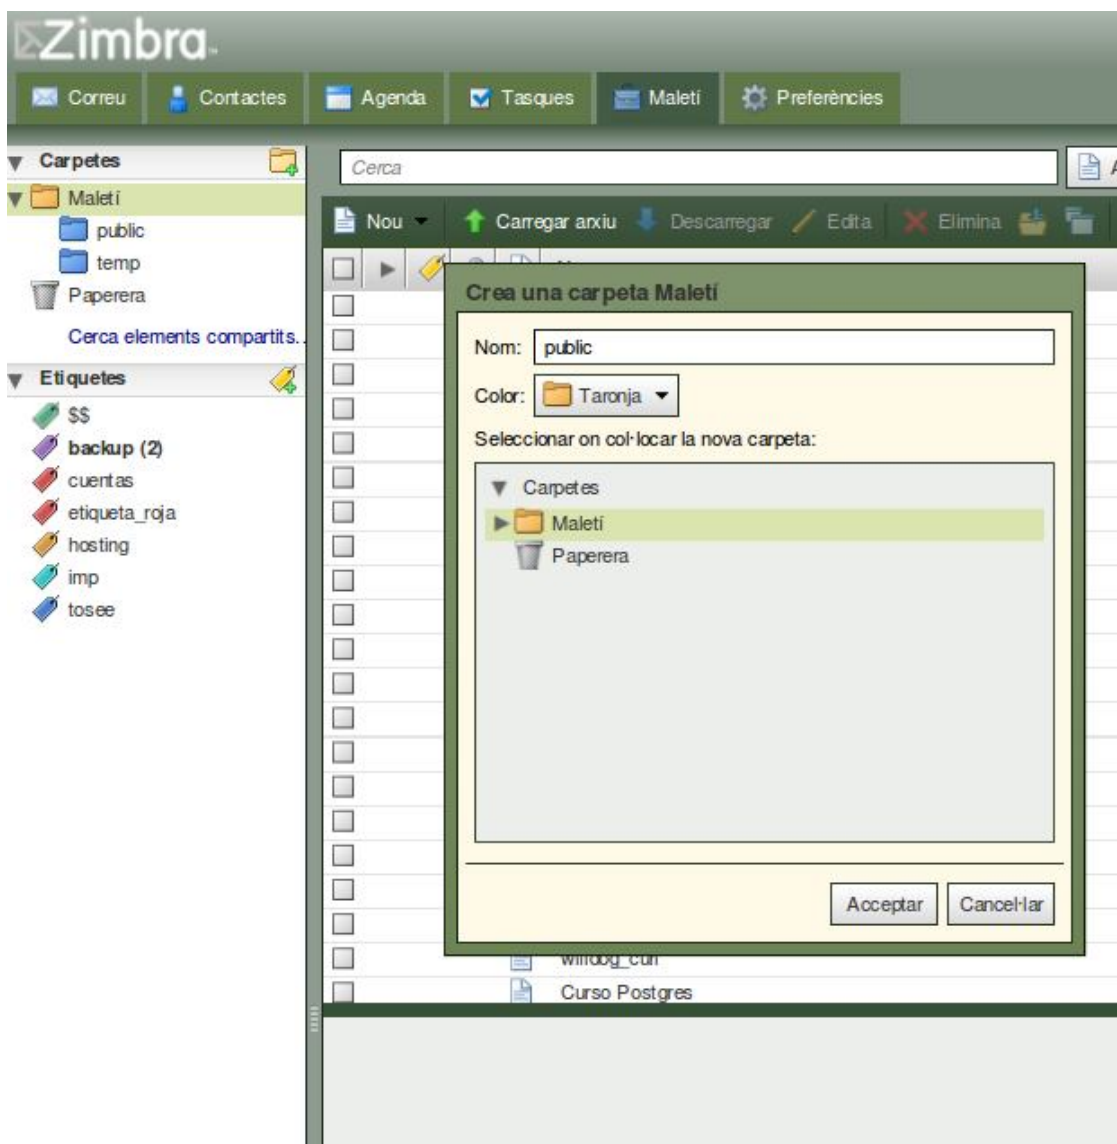 Zimbra
Correu Contactes Agenda Tasques Maletí Preferències
Carpetes
Maletí
public
temp
Paperera
Cerca elements compartits..
Etiquetes
$$
backup (2)
cuentas
etiqueta_roja
hosting
imp
tosee
Cerca
Nou Carregar arxiu Descarregar Edita Elimina
Crea una carpeta Maletí
Nom: public
Color: Taronja
Seleccionar on col·locar la nova carpeta:
Carpetes
Maletí
Paperera
Acceptar Cancel·lar
Curso Postgres